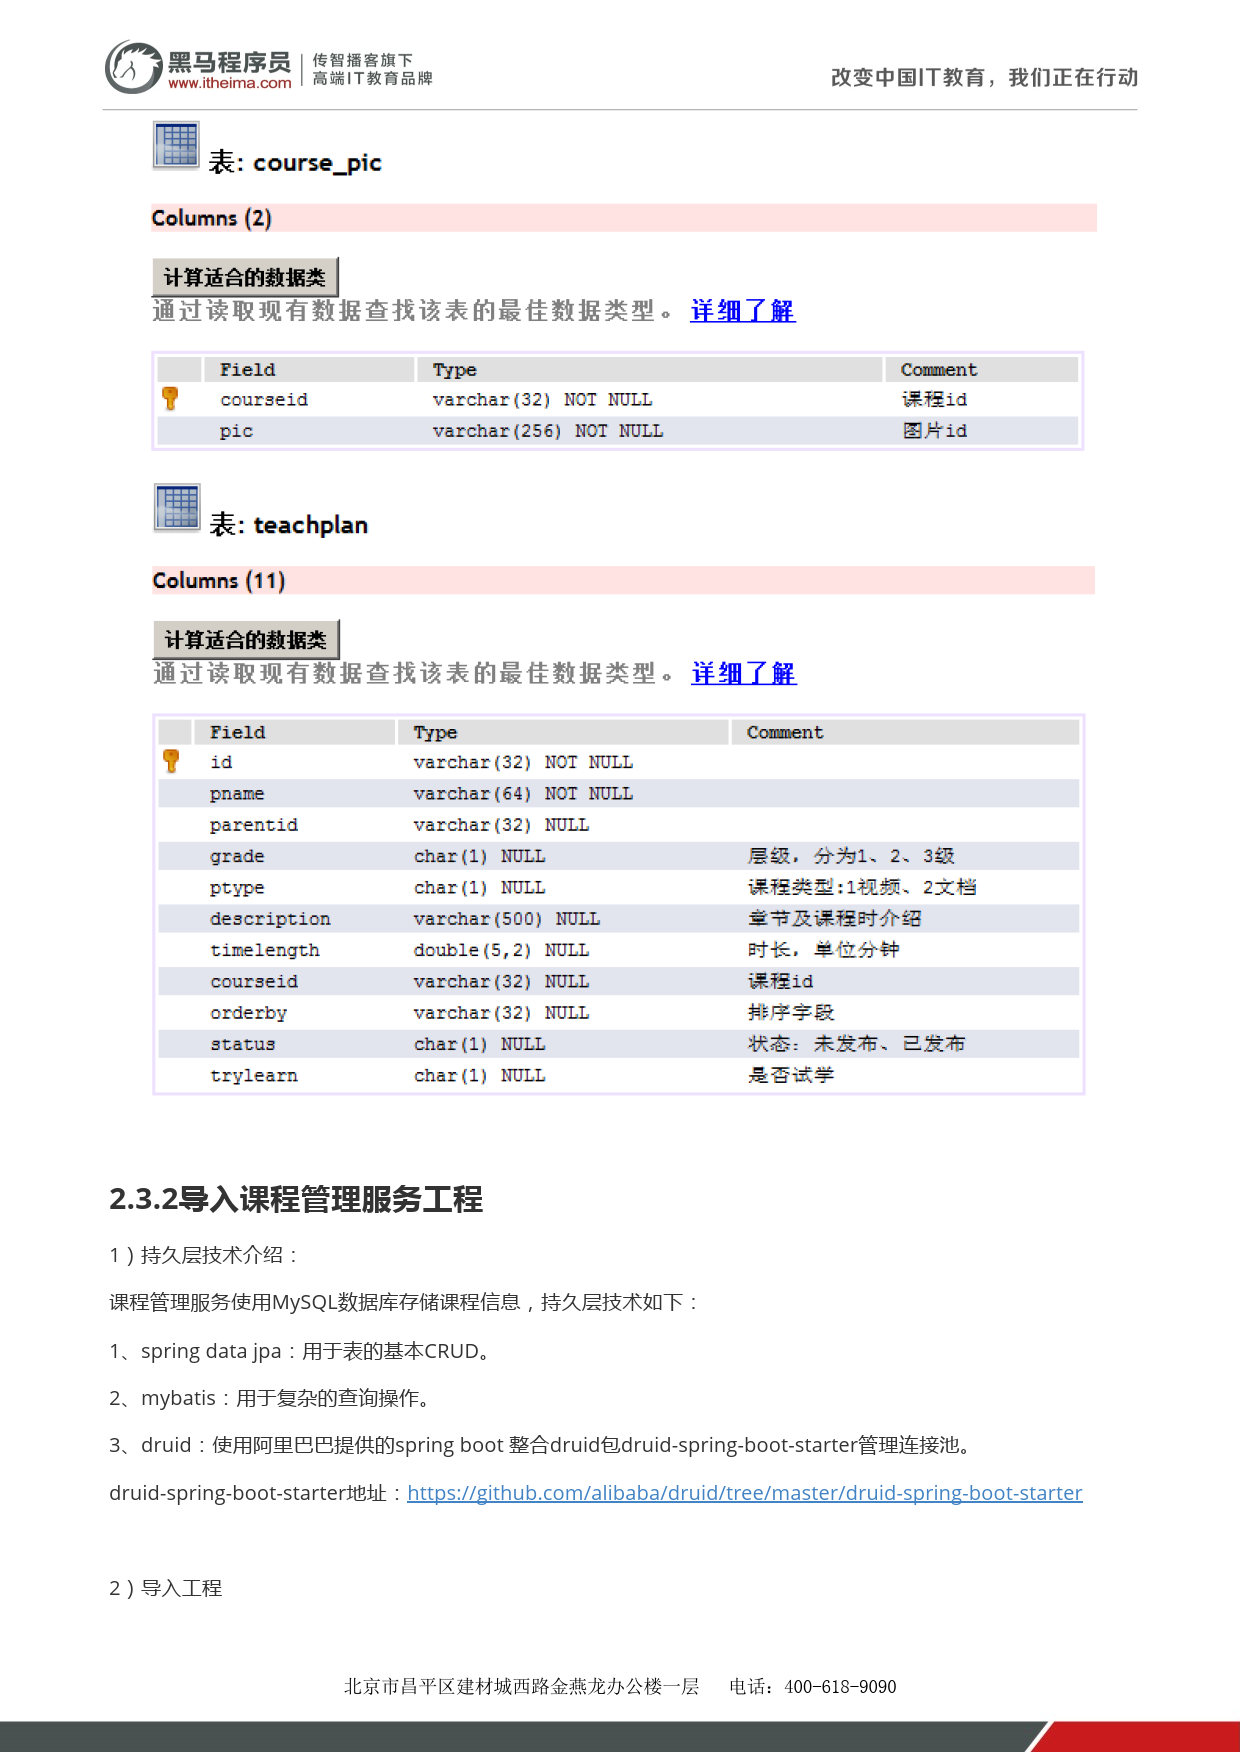 黑马程序员
www.itheima.com
传智播客旗下
高端IT教育品牌
改变中国IT教育，我们正在行动
表: course_pic
Columns (2)
计算适合的数据类
通过读取现有数据查找该表的最佳数据类型。 详细了解
Field Type Comment
courseid varchar(32) NOT NULL 课程id
pic varchar(256) NOT NULL 图片id
表: teachplan
Columns (11)
计算适合的数据类
通过读取现有数据查找该表的最佳数据类型。 详细了解
Field Type Comment
id varchar(32) NOT NULL
pname varchar(64) NOT NULL
parentid varchar(32) NULL
grade char(1) NULL 层级，分为1、2、3级
ptype char(1) NULL 课程类型:1视频、2文档
description varchar(500) NULL 章节及课程时介绍
timelength double(5,2) NULL 时长，单位分钟
courseid varchar(32) NULL 课程id
orderby varchar(32) NULL 排序字段
status char(1) NULL 状态：未发布、已发布
trylearn char(1) NULL 是否试学
2.3.2导入课程管理服务工程
1）持久层技术介绍：
课程管理服务使用MySQL数据库存储课程信息，持久层技术如下：
1、spring data jpa：用于表的基本CRUD。
2、mybatis：用于复杂的查询操作。
3、druid：使用阿里巴巴提供的spring boot 整合druid包druid-spring-boot-starter管理连接池。
druid-spring-boot-starter地址：https://github.com/alibaba/druid/tree/master/druid-spring-boot-starter
2）导入工程
北京市昌平区建材城西路金燕龙办公楼一层 电话：400-618-9090